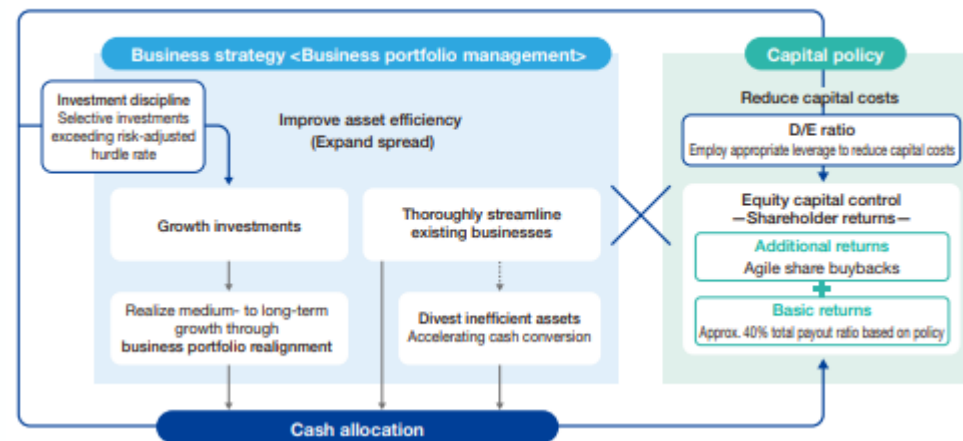 Business strategy <Business portfolio management>
Investment discipline
Selective investments
exceeding risk-adjusted
hurdle rate
Improve asset efficiency
(Expand spread)
Growth investments
Thoroughly streamline
existing businesses
Realize medium- to long-term
growth through
business portfolio realignment
Divest inefficient assets
Accelerating cash conversion
Capital policy
Reduce capital costs
D/E ratio
Employ appropriate leverage to reduce capital costs
Equity capital control
—Shareholder returns—
Additional returns
Agile share buybacks
Basic returns
Approx. 40% total payout ratio based on policy
Cash allocation